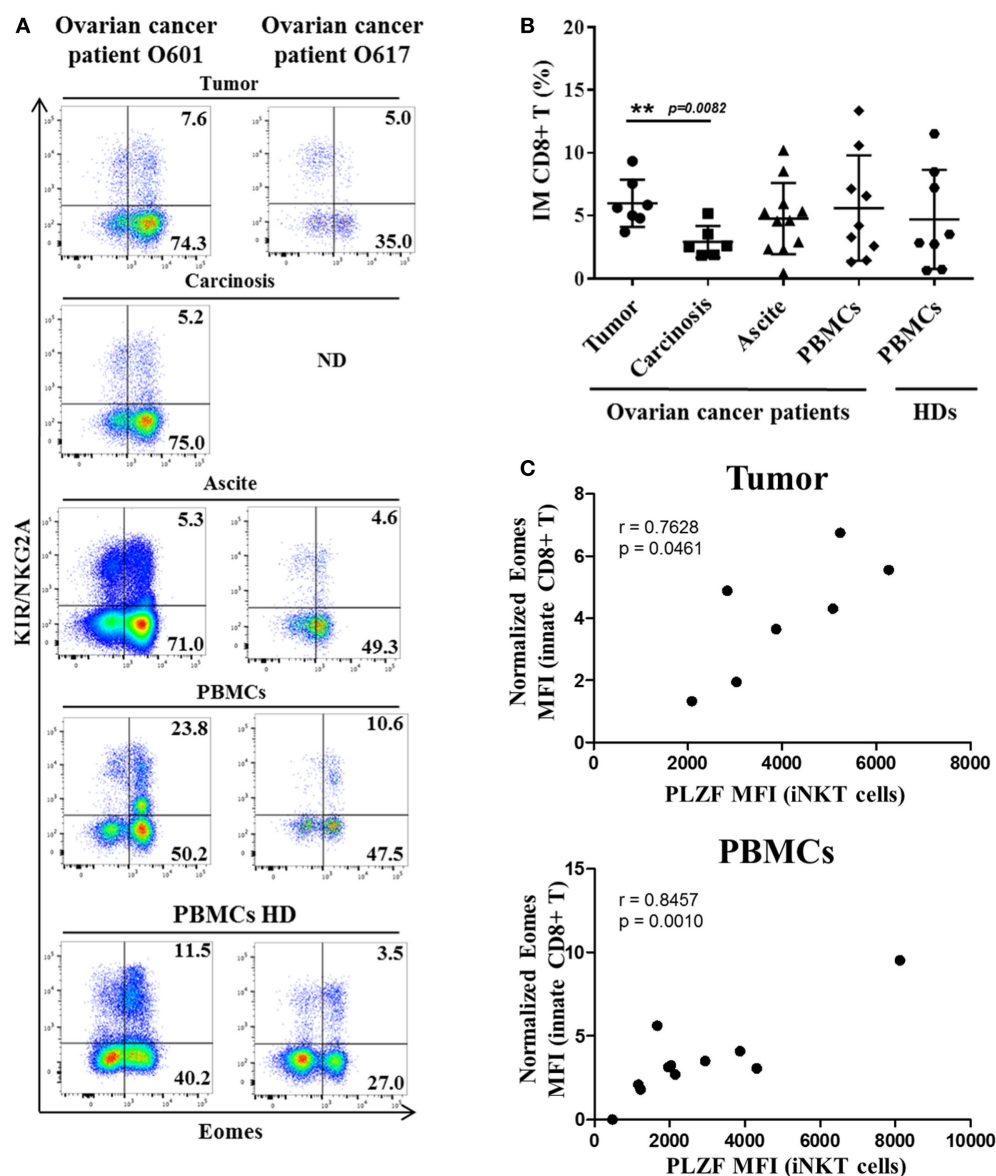 A
Ovarian cancer patient O601
Ovarian cancer patient O617
Tumor
7.6
74.3
5.0
35.0
Carcinosis
5.2
75.0
ND
Ascite
5.3
71.0
4.6
49.3
PBMCs
23.8
50.2
10.6
47.5
PBMCs HD
11.5
40.2
3.5
27.0
KIR/NKG2A
Eomes
B
IM CD8+ T (%)
20
15
10
5
0
** p=0.0082
Tumor
Carcinosis
Ascite
PBMCs
PBMCs
Ovarian cancer patients
HDs
C
Tumor
Normalized Eomes
MFI (innate CD8+ T)
8
6
4
2
0
r = 0.7628
p = 0.0461
0 2000 4000 6000 8000
PLZF MFI (iNKT cells)
PBMCs
Normalized Eomes
MFI (innate CD8+ T)
15
10
5
0
r = 0.8457
p = 0.0010
0 2000 4000 6000 8000 10000
PLZF MFI (iNKT cells)